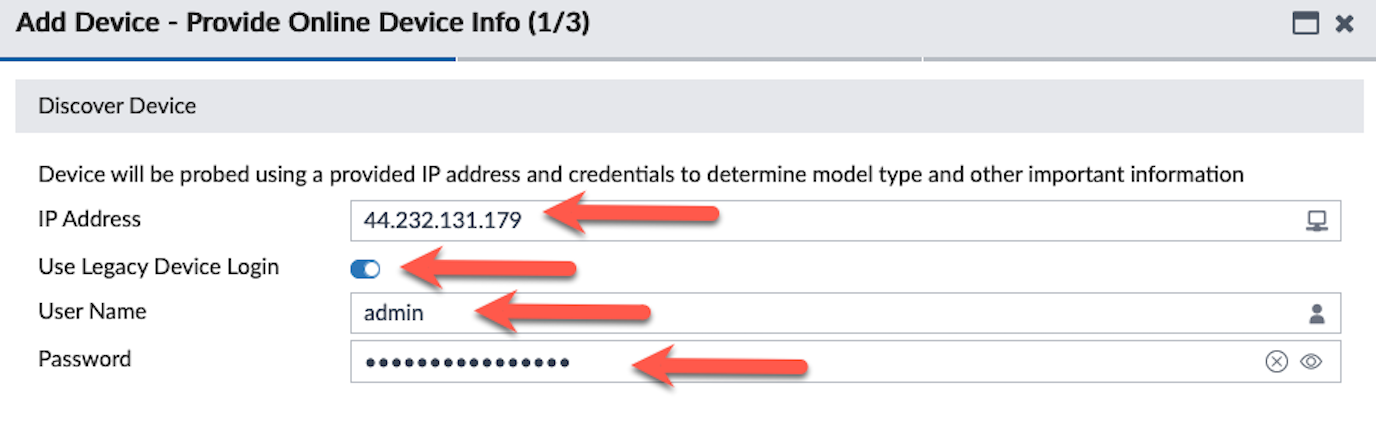 Add Device - Provide Online Device Info (1/3)
Discover Device
Device will be probed using a provided IP address and credentials to determine model type and other important information
IP Address 44.232.131.179
Use Legacy Device Login
User Name admin
Password ••••••••••••••••